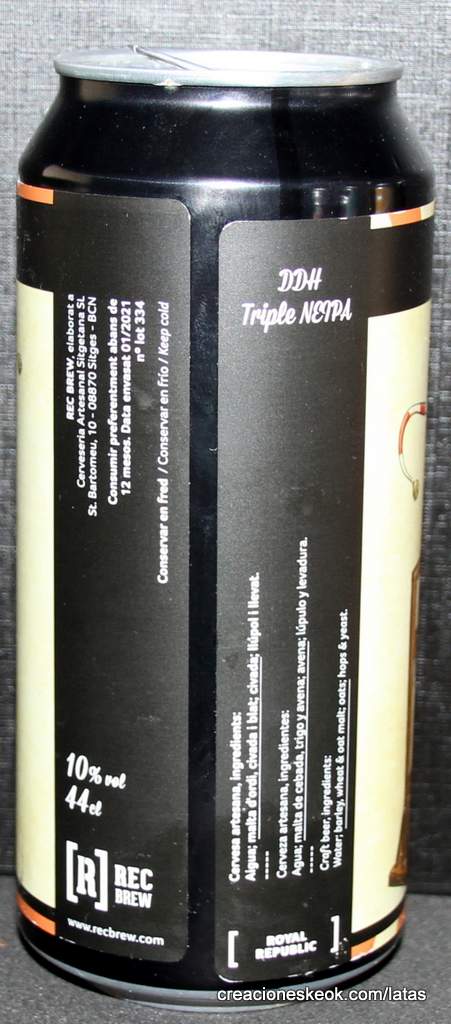 REC BREW, elaborat a
Cerveseria Artesanal Sitgetana SL
St. Bartomeu, 10 - 08870 Sitges - BCN
Consumir preferentment abans de
12 mesos. Data envasat 01/2021
nº lot 334
Conservar en fred / Conservar en frío / Keep cold
10% vol
44cl
[R] REC
BREW
www.recbrew.com
DDH
Triple NEIPA
Cervesa artesana, ingredients:
Aigua; malta d'ordi, civada i blat; civada; llúpol i llevat.
-----
Cerveza artesana, ingredientes:
Agua; malta de cebada, trigo y avena; avena; lúpulo y levadura.
-----
Craft beer, ingredients:
Water; barley, wheat & oat malt; oats; hops & yeast.
[ ROYAL
REPUBLIC ]
creacioneskeok.com/latas